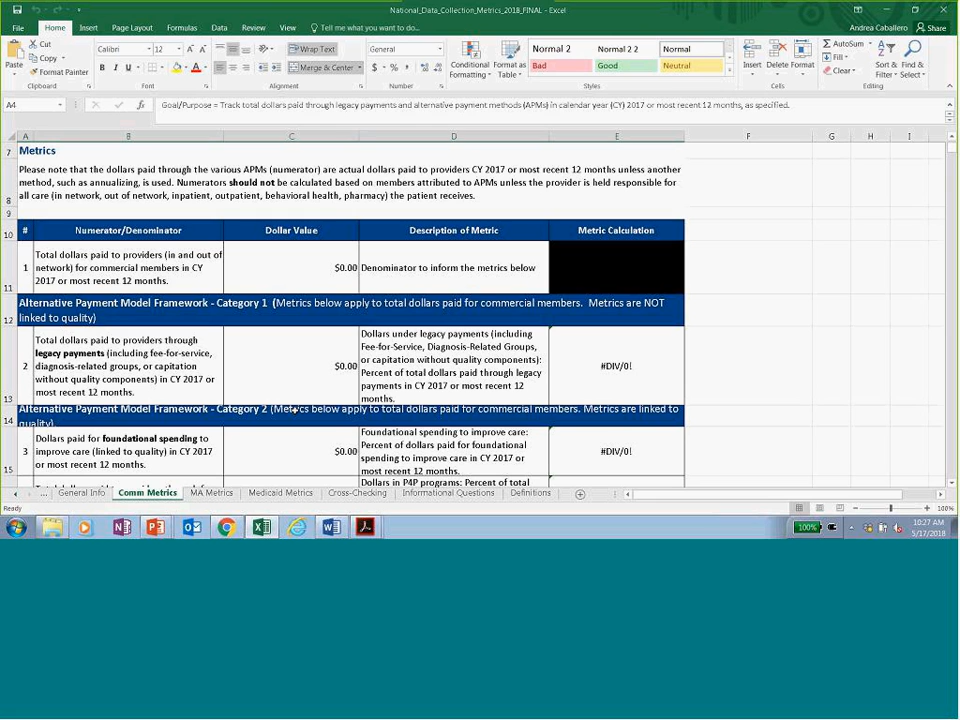 National_Data_Collection_Metrics_2018_FINAL - Excel
File Home Insert Page Layout Formulas Data Review View Tell me what you want to do... Andrea Caballero Share
Paste
Cut
Copy
Format Painter
Calibri 12
B I U
Wrap Text
Merge & Center
General
$ % ,
Conditional Formatting
Format as Table
Normal 2 Normal 2 2 Normal
Bad Good Neutral
Insert Delete Format
AutoSum
Fill
Clear
Sort & Filter
Find & Select
Clipboard Font Alignment Number Styles Cells Editing
A4 fx Goal/Purpose = Track total dollars paid through legacy payments and alternative payment methods (APMs) in calendar year (CY) 2017 or most recent 12 months, as specified.
A B C D E F G H I
7 Metrics
Please note that the dollars paid through the various APMs (numerator) are actual dollars paid to providers CY 2017 or most recent 12 months unless another
method, such as annualizing, is used. Numerators should not be calculated based on members attributed to APMs unless the provider is held responsible for
8 all care (in network, out of network, inpatient, outpatient, behavioral health, pharmacy) the patient receives.
9
10 # Numerator/Denominator Dollar Value Description of Metric Metric Calculation
Total dollars paid to providers (in and out of
1 network) for commercial members in CY $0.00 Denominator to inform the metrics below
11 2017 or most recent 12 months.
Alternative Payment Model Framework - Category 1 (Metrics below apply to total dollars paid for commercial members. Metrics are NOT
12 linked to quality)
Total dollars paid to providers through
legacy payments (including fee-for-service,
2 diagnosis-related groups, or capitation $0.00
without quality components) in CY 2017 or
most recent 12 months.
Dollars under legacy payments (including
Fee-for-Service, Diagnosis-Related Groups,
or capitation without quality components):
Percent of total dollars paid through legacy
payments in CY 2017 or most recent 12
months.
#DIV/0!
13
Alternative Payment Model Framework - Category 2 (Metrics below apply to total dollars paid for commercial members. Metrics are linked to
14 quality).
Dollars paid for foundational spending to
3 improve care (linked to quality) in CY 2017 $0.00
or most recent 12 months.
Foundational spending to improve care:
Percent of dollars paid for foundational
spending to improve care in CY 2017 or
most recent 12 months.
#DIV/0!
15
Dollars in P4P programs: Percent of total
... General Info Comm Metrics MA Metrics Medicaid Metrics Cross-Checking Informational Questions Definitions
Ready 100%
100% 10:27 AM
5/17/2018